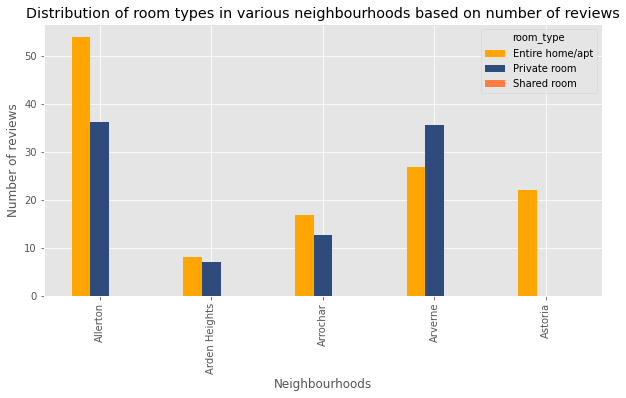 Distribution of room types in various neighbourhoods based on number of reviews
room_type
Entire home/apt
Private room
Shared room
Number of reviews
50
40
30
20
10
0
Allerton
Arden Heights
Arrochar
Arverne
Astoria
Neighbourhoods